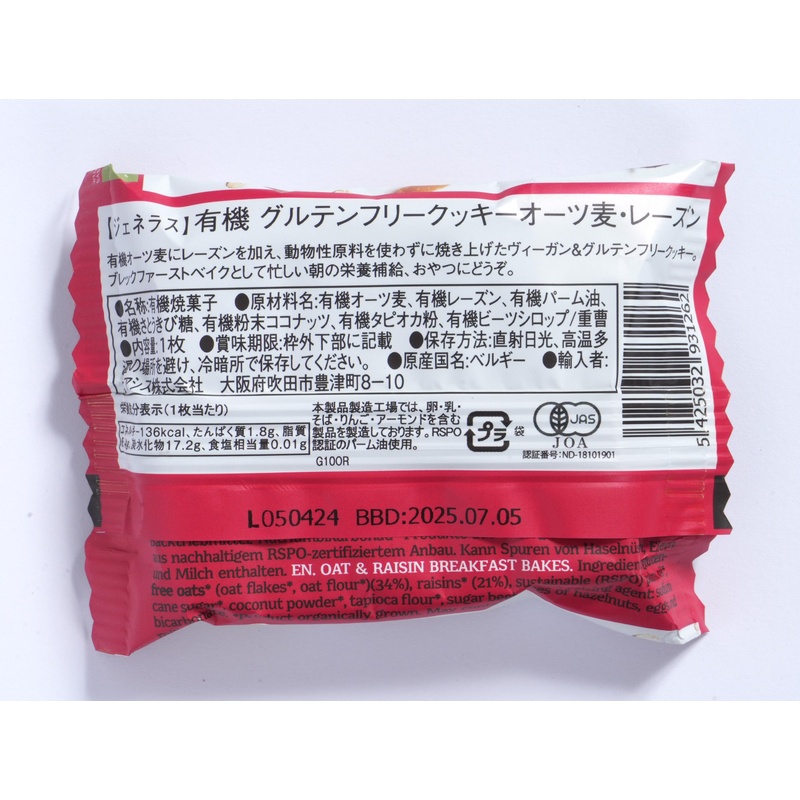 【ジェネラス】有機 グルテンフリークッキーオーツ麦・レーズン
有機オーツ麦にレーズンを加え、動物性原料を使わずに焼き上げたヴィーガン&グルテンフリークッキー。
ブレックファーストベイクとして忙しい朝の栄養補給、おやつにどうぞ。
●名称:有機焼菓子 ●原材料名:有機オーツ麦、有機レーズン、有機パーム油、
有機さとうきび糖、有機粉末ココナッツ、有機タピオカ粉、有機ビーツシロップ/重曹
●内容量:1枚 ●賞味期限:枠外下部に記載 ●保存方法:直射日光、高温多
場所を避け、冷暗所で保存してください。 ●原産国名:ベルギー ●輸入者:
株式会社 大阪府吹田市豊津町8-10
成分表示(1枚当たり)
エネルギー136kcal、たんぱく質1.8g、脂質
炭水化物17.2g、食塩相当量0.01g
本製品製造工場では、卵・乳・
そば・りんご・アーモンドを含む
製品を製造しております。RSPO
認証のパーム油使用。
G100R
プラ 袋
JAS
JOA
認証番号:ND-18101901
5 425032 931262
L050424 BBD:2025.07.05
aus nachhaltigem RSPO-zertifiziertem Anbau. Kann Spuren von Haselnuß,
und Milch enthalten. EN. OAT & RAISIN BREAKFAST BAKES. Ingredients:
free oats* (oat flakes*, oat flour*)(34%), raisins* (21%), sustainable (RSPO)
cane sugar*, coconut powder*, tapioca flour*, sugar beet agent:
of hazelnuts,
organically grown.